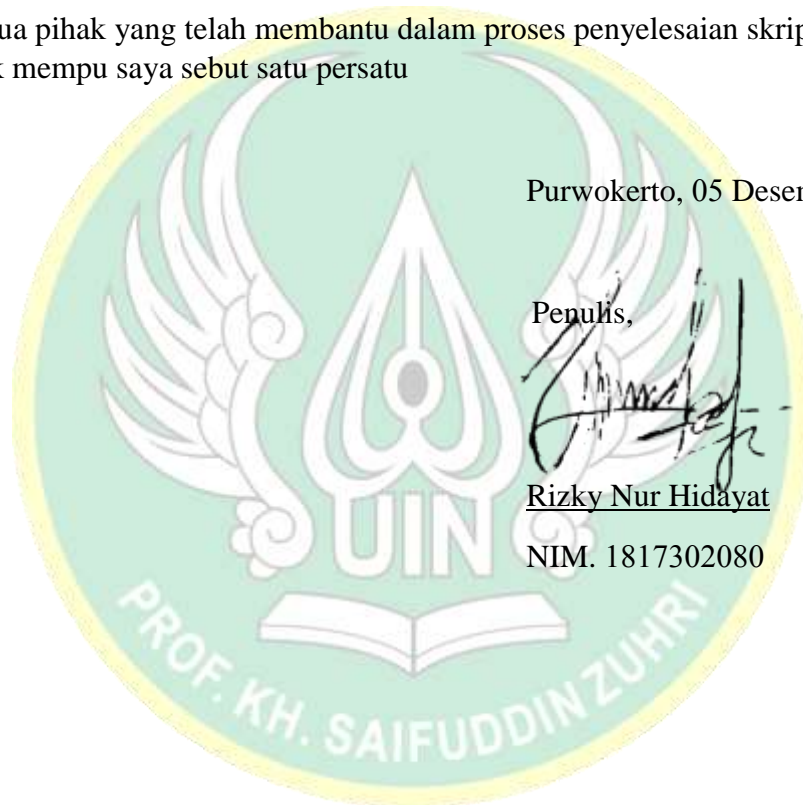 ua pihak yang telah membantu dalam proses penyelesaian skrip
mempu saya sebut satu persatu
Purwokerto, 05 Desem
Penulis,
Rizky Nur Hidayat
NIM. 1817302080
UIN
PROF. KH. SAIFUDDIN ZUHRI